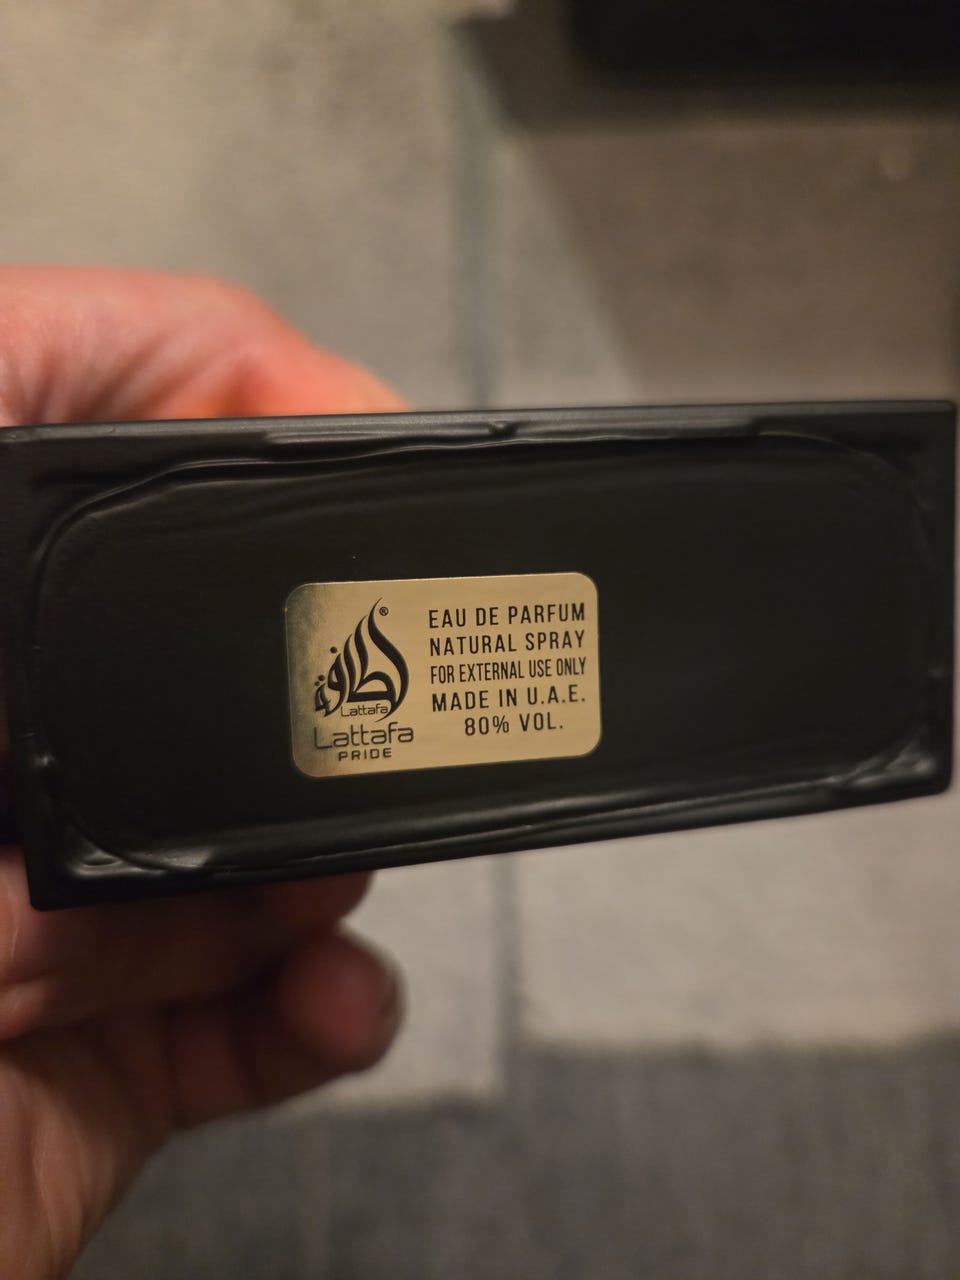 لطافة
®
Lattafa
Lattafa
PRIDE
EAU DE PARFUM
NATURAL SPRAY
FOR EXTERNAL USE ONLY
MADE IN U.A.E.
80% VOL.